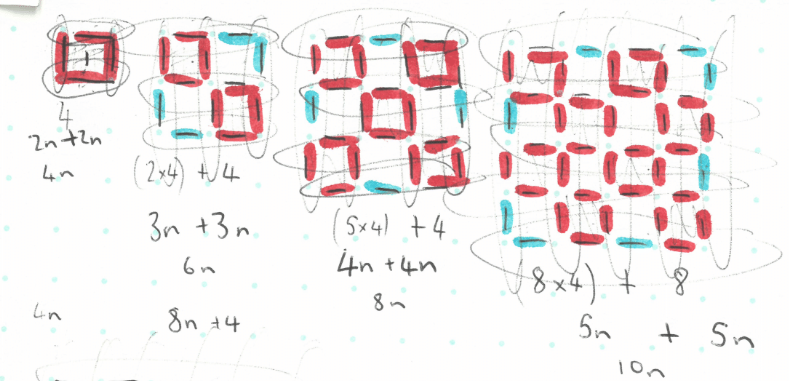 4
2n + 2n
4n
(2x4) + 4
3n + 3n
6n
8n + 4
(5x4) + 4
4n + 4n
8n
8x4) + 8
5n + 5n
10n
4n